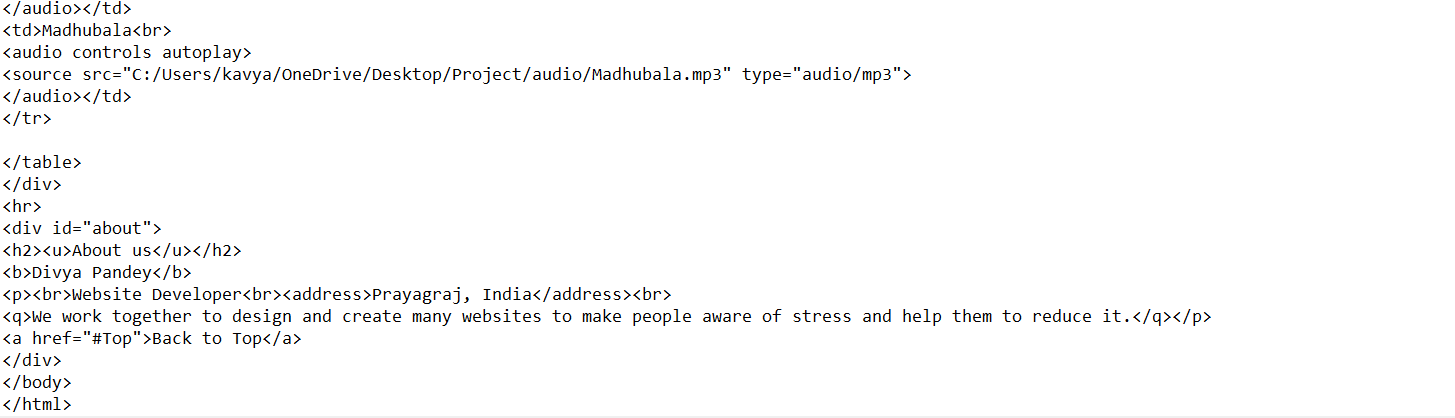 </audio></td>
<td>Madhubala<br>
<audio controls autoplay>
<source src="C:/Users/kavya/OneDrive/Desktop/Project/audio/Madhubala.mp3" type="audio/mp3">
</audio></td>
</tr>
</table>
</div>
<hr>
<div id="about">
<h2><u>About us</u></h2>
<b>Divya Pandey</b>
<p><br>Website Developer<br><address>Prayagraj, India</address><br>
<q>We work together to design and create many websites to make people aware of stress and help them to reduce it.</q></p>
<a href="#Top">Back to Top</a>
</div>
</body>
</html>